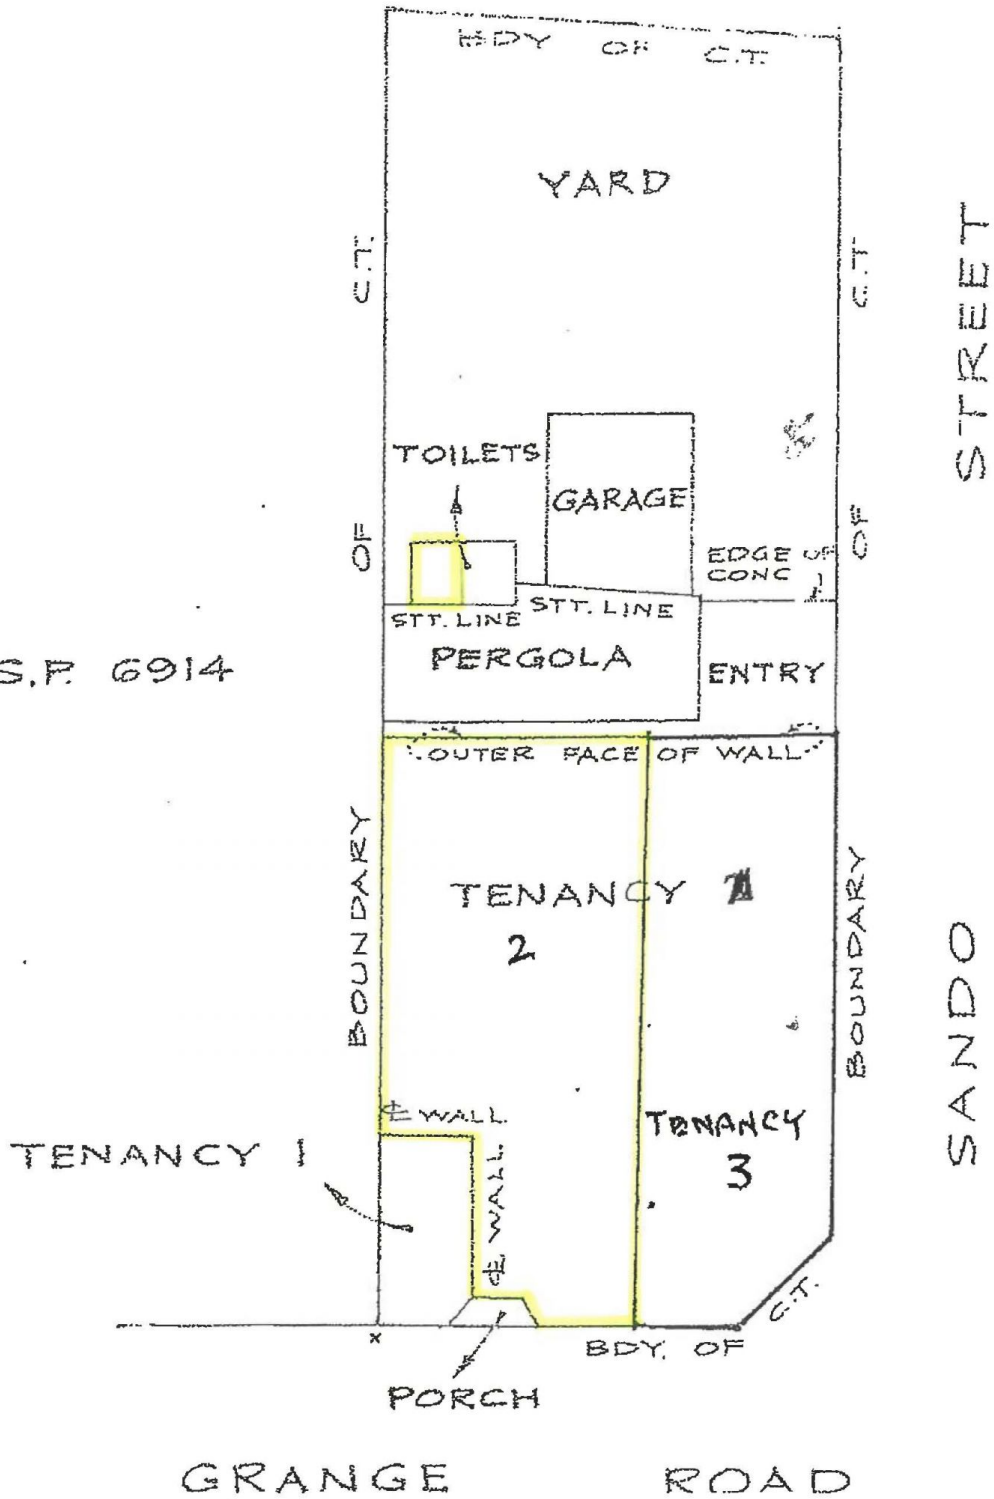 BDY OF C.T.
YARD
C.T.
C.T.
STREET
TOILETS
GARAGE
OF
EDGE OF
CONC
OF
STT. LINE
STT. LINE
PERGOLA
ENTRY
S.P. 6914
OUTER FACE OF WALL
BOUNDARY
TENANCY
2
BOUNDARY
SANDO
℄ WALL
TENANCY 1
℄ WALL
TENANCY
3
C.T.
BDY. OF
PORCH
GRANGE ROAD